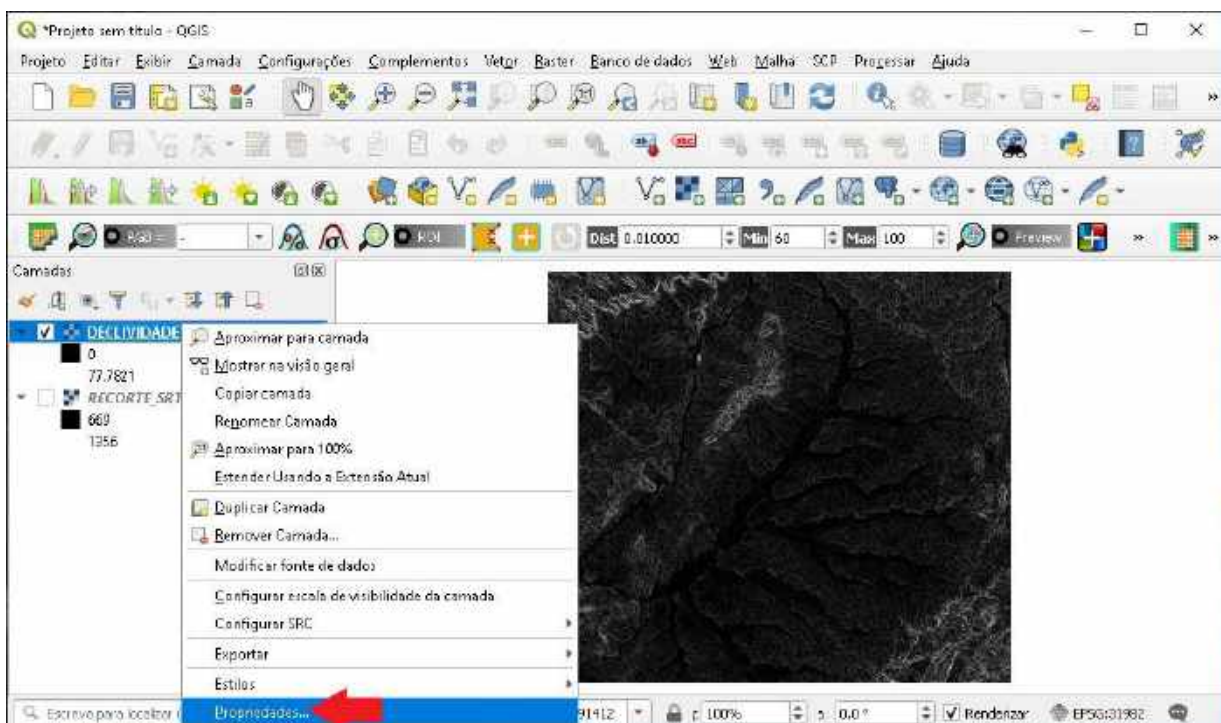 *Projeto sem título - QGIS
Projeto Editar Exibir Camada Configurações Complementos Vetor Raster Banco de dados Web Malha SCP Processar Ajuda
RGB = - ROI Dist 0.010000 Min 60 Max 100 Preview
Camadas
DECLIVIDADE
0
77.7821
RECORTE_SRT
669
1356
Aproximar para camada
Mostrar na visão geral
Copiar camada
Renomear Camada
Aproximar para 100%
Estender Usando a Extensão Atual
Duplicar Camada
Remover Camada...
Modificar fonte de dados
Configurar escala de visibilidade da camada
Configurar SRC
Exportar
Estilos
Propriedades...
Escreva para localizar 91412 100% 0.0 ° Renderizar EPSG:31982